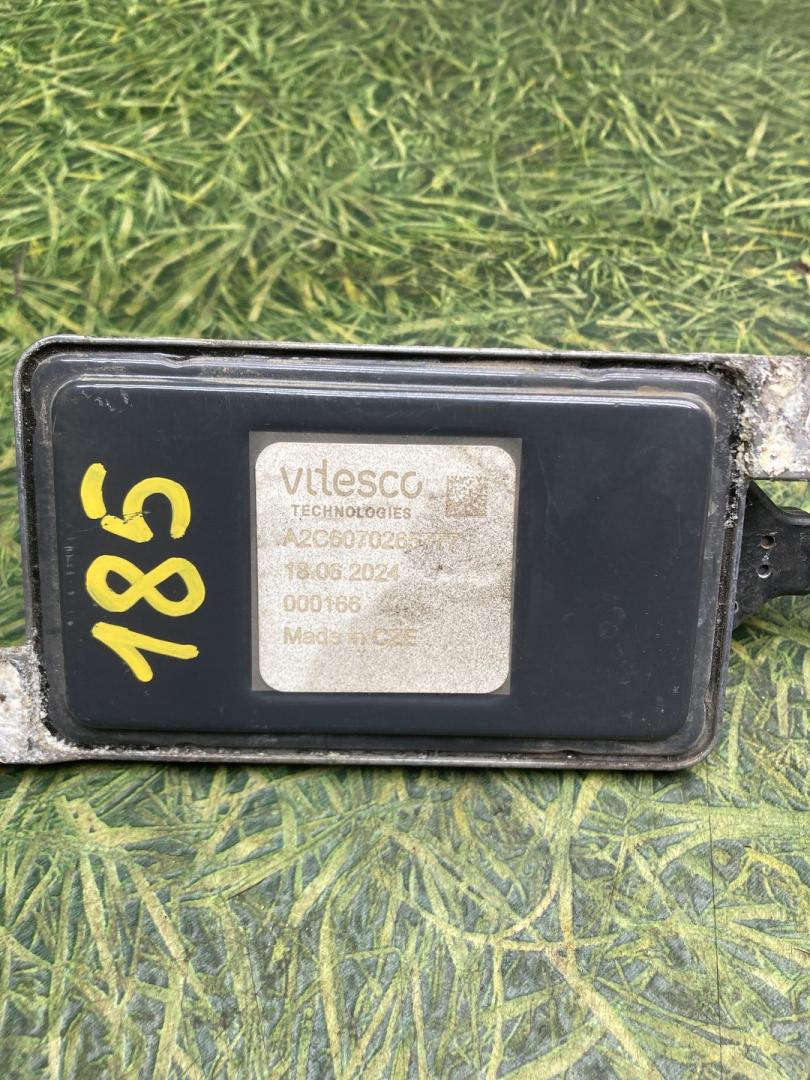 vitesco
TECHNOLOGIES
18.06.2024
000166
Made in CZE
185